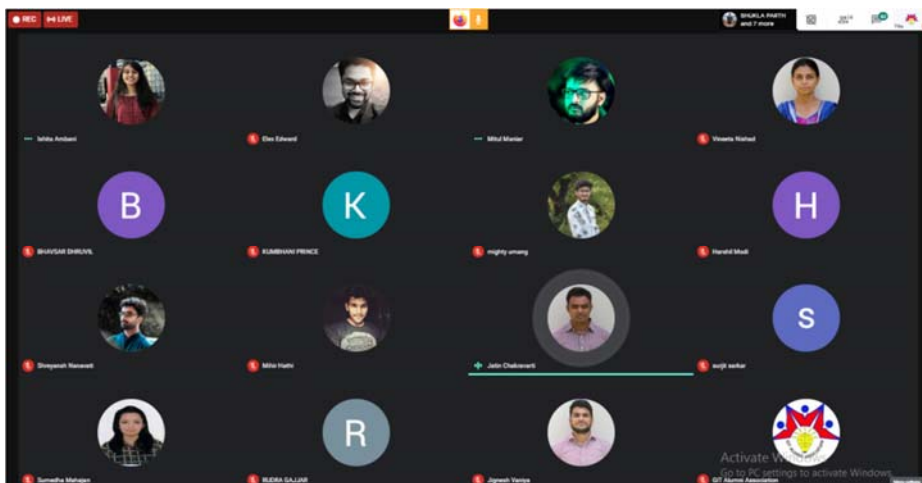 REC LIVE
SHUKLA PARTH
and 7 more
You
Ishita Ambani
Elex Edward
Mitul Maniar
Vineeta Nishad
B
K
H
BHAVSAR DHRUVIL
KUMBHANI PRINCE
mighty umang
Harshil Modi
S
Shreyansh Nanavati
Mihir Hathi
Jatin Chakravarti
surjit sarkar
R
Activate Windows
Go to PC settings to activate Windows.
Sumedha Mahajan
RUDRA GAJJAR
Jignesh Vaniya
GIT Alumni Association